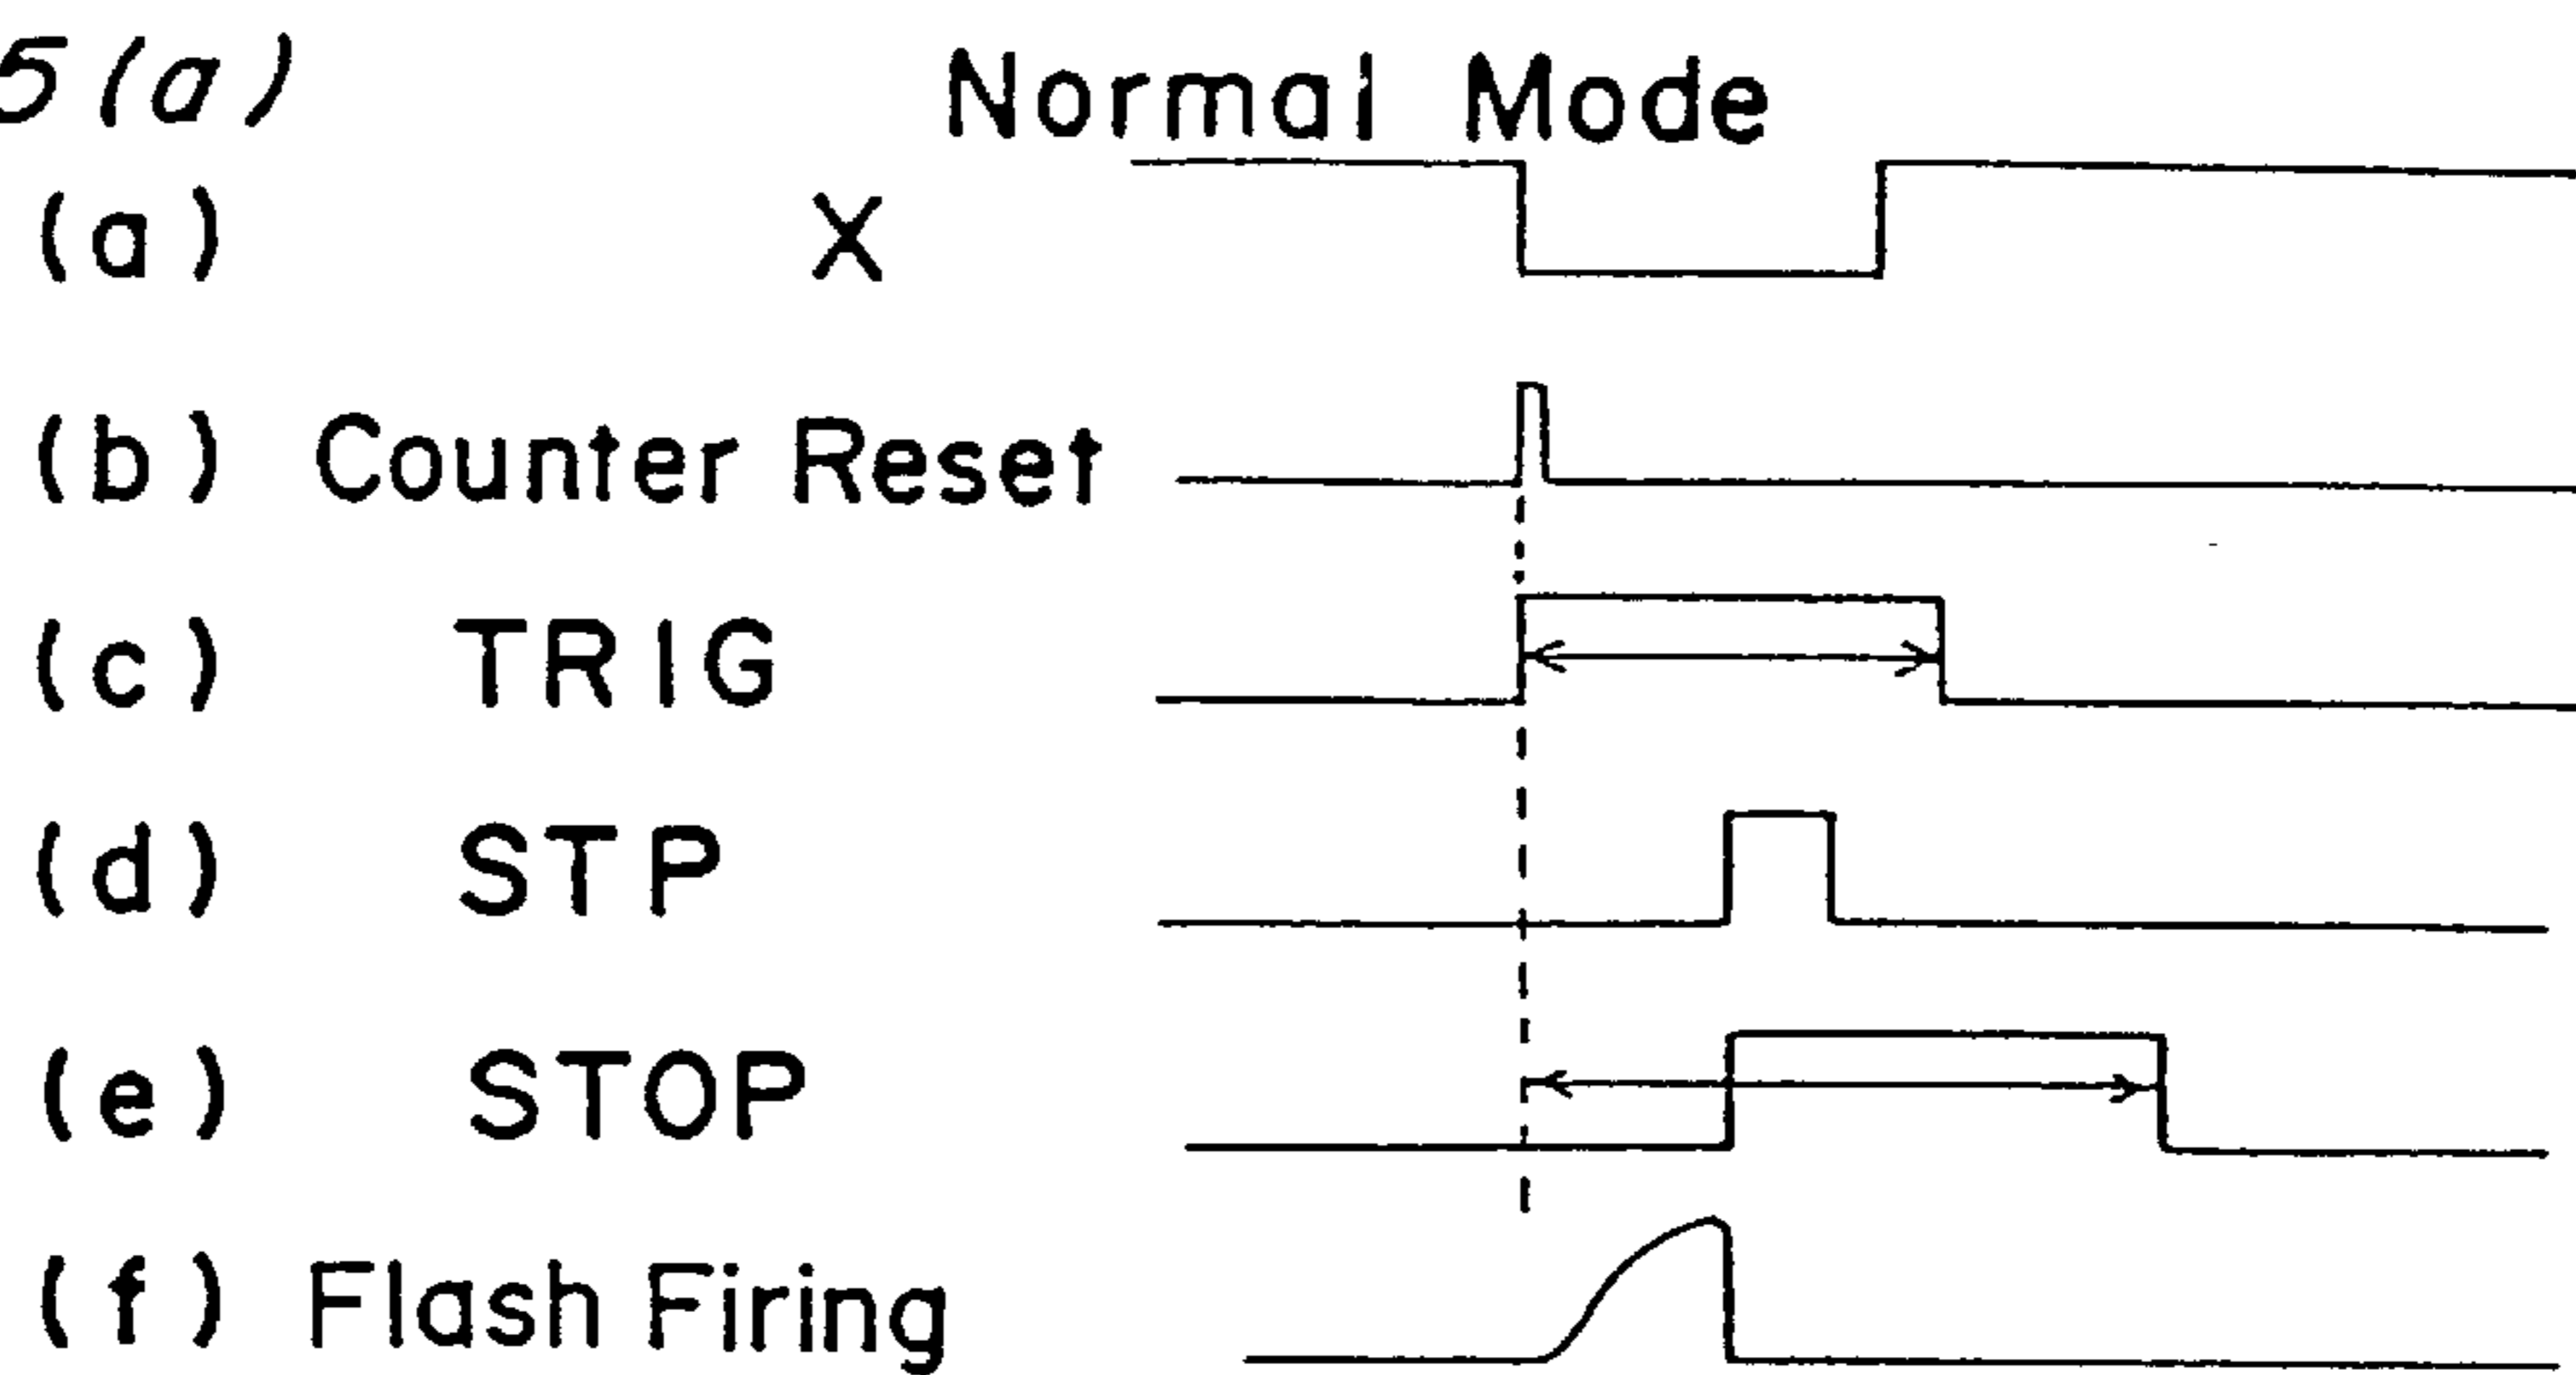 5(a)
Normal Mode
(a) X
(b) Counter Reset
(c) TRIG
(d) STP
(e) STOP
(f) Flash Firing